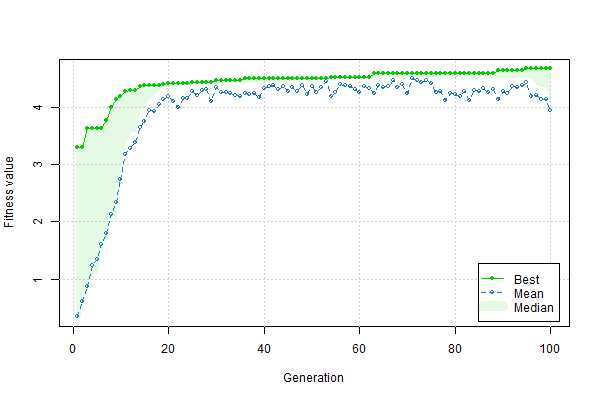 Fitness value
4
3
2
1
Best
Mean
Median
0 20 40 60 80 100
Generation